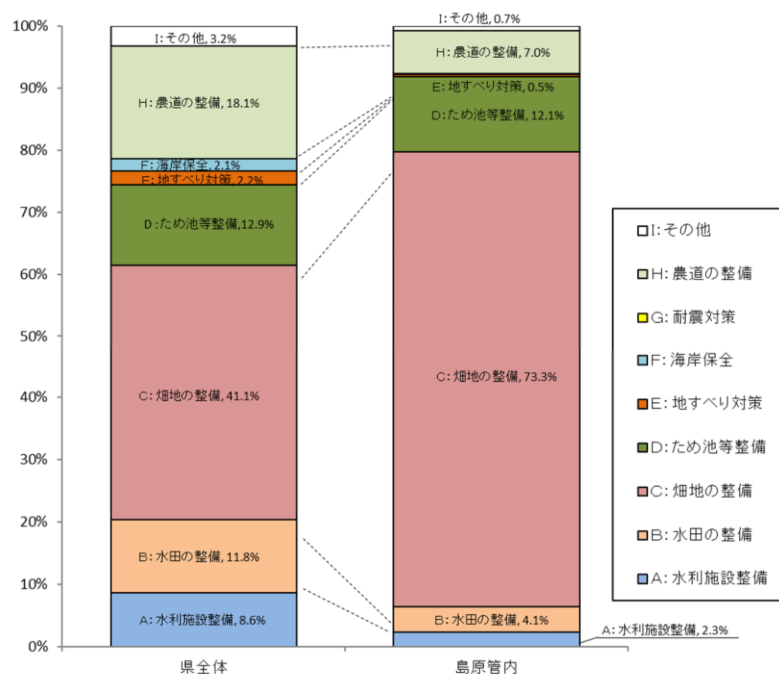 100%
90%
80%
70%
60%
50%
40%
30%
20%
10%
0%
I:その他, 3.2%
H:農道の整備, 18.1%
F:海岸保全, 2.1%
E:地すべり対策, 2.2%
D:ため池等整備, 12.9%
C:畑地の整備, 41.1%
B:水田の整備, 11.8%
A:水利施設整備, 8.6%
県全体
I:その他, 0.7%
H:農道の整備, 7.0%
E:地すべり対策, 0.5%
D:ため池等整備, 12.1%
C:畑地の整備, 73.3%
B:水田の整備, 4.1%
A:水利施設整備, 2.3%
島原管内
I:その他
H:農道の整備
G:耐震対策
F:海岸保全
E:地すべり対策
D:ため池等整備
C:畑地の整備
B:水田の整備
A:水利施設整備